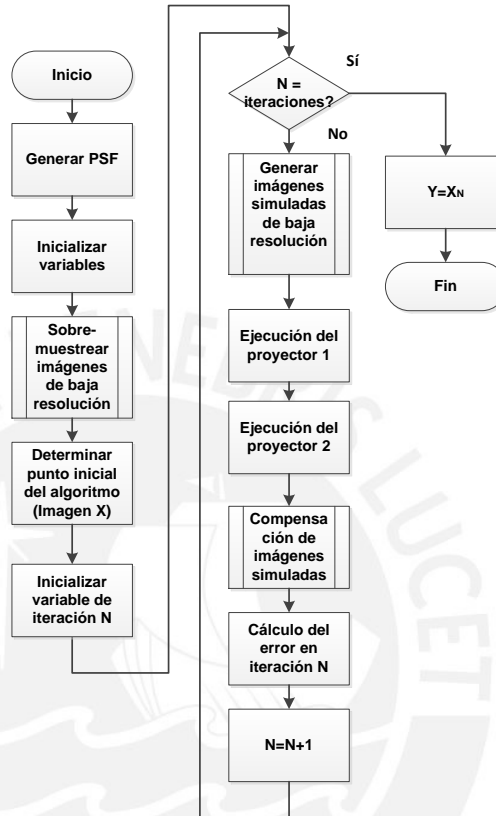 Inicio
Generar PSF
Inicializar
variables
Sobre-
muestrear
imágenes
de baja
resolución
Determinar
punto inicial
del algoritmo
(Imagen X)
Inicializar
variable de
iteración N
N =
iteraciones?
Sí
No
Generar
imágenes
simuladas
de baja
resolución
Ejecución del
proyector 1
Ejecución del
proyector 2
Compensa
ción de
imágenes
simuladas
Cálculo del
error en
iteración N
N=N+1
Y=XN
Fin
LUCET